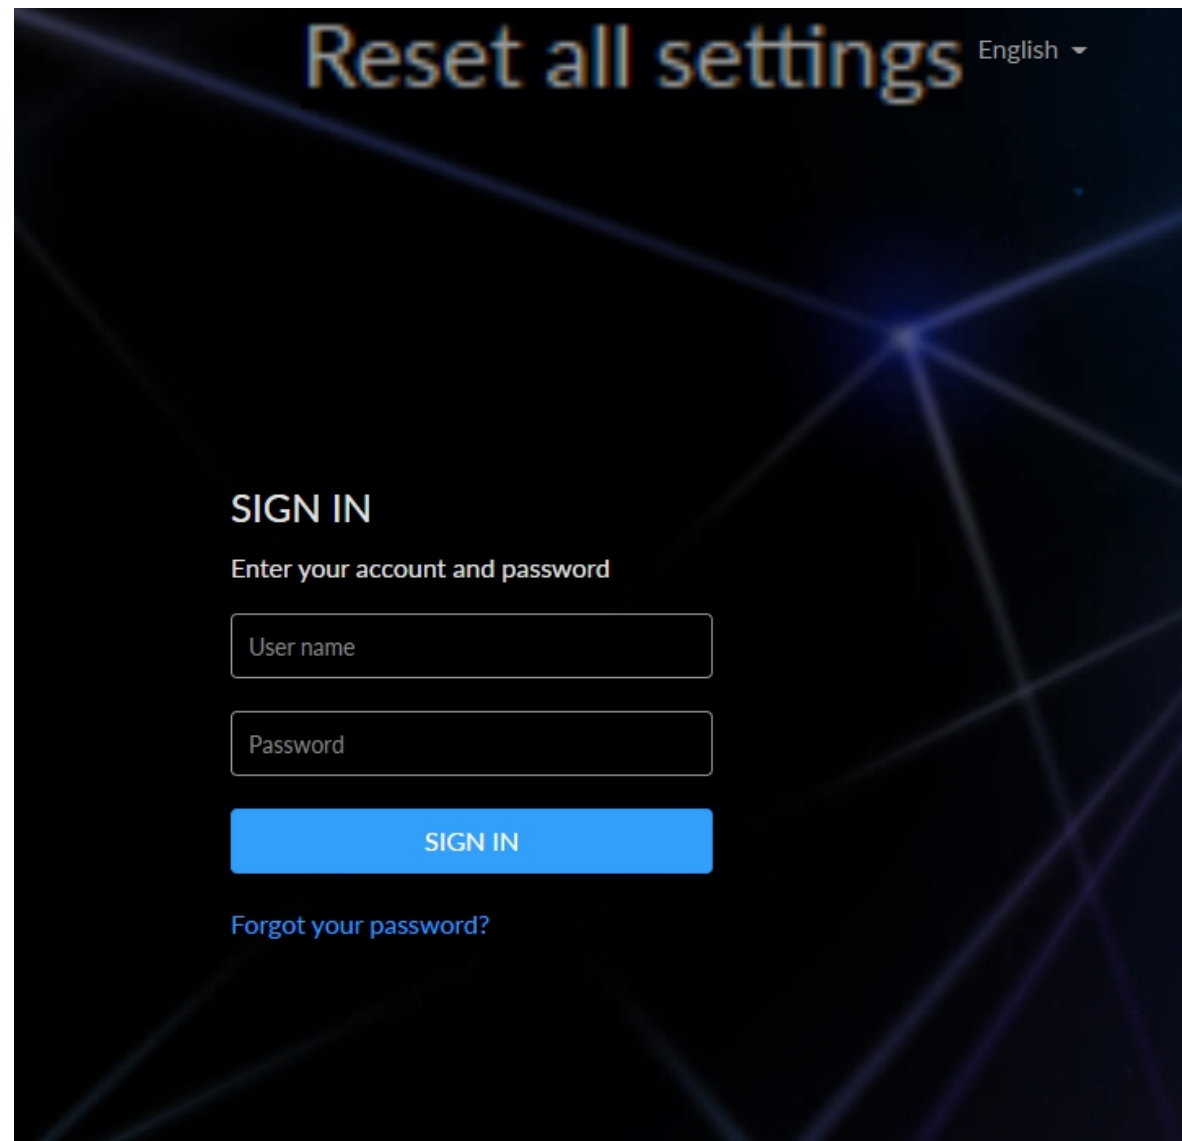 Reset all settings English
SIGN IN
Enter your account and password
User name
Password
SIGN IN
Forgot your password?